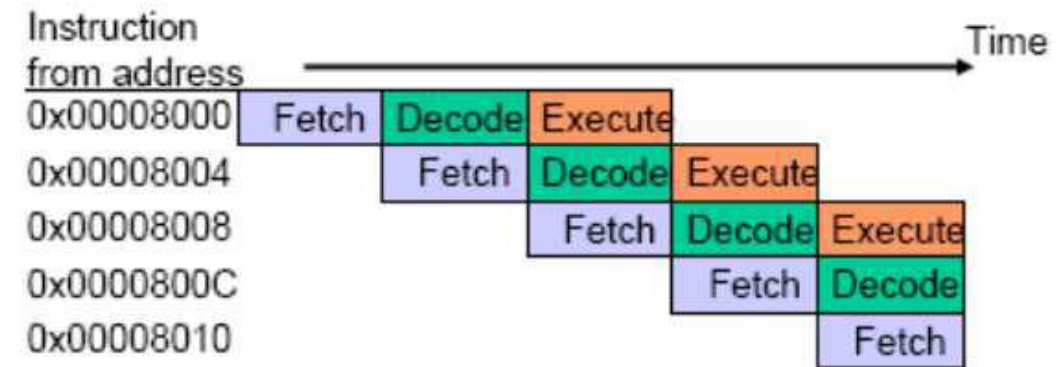 Instruction
Time
from address
0x00008000 Fetch Decode Execute
0x00008004 Fetch Decode Execute
0x00008008 Fetch Decode Execute
0x0000800C Fetch Decode
0x00008010 Fetch